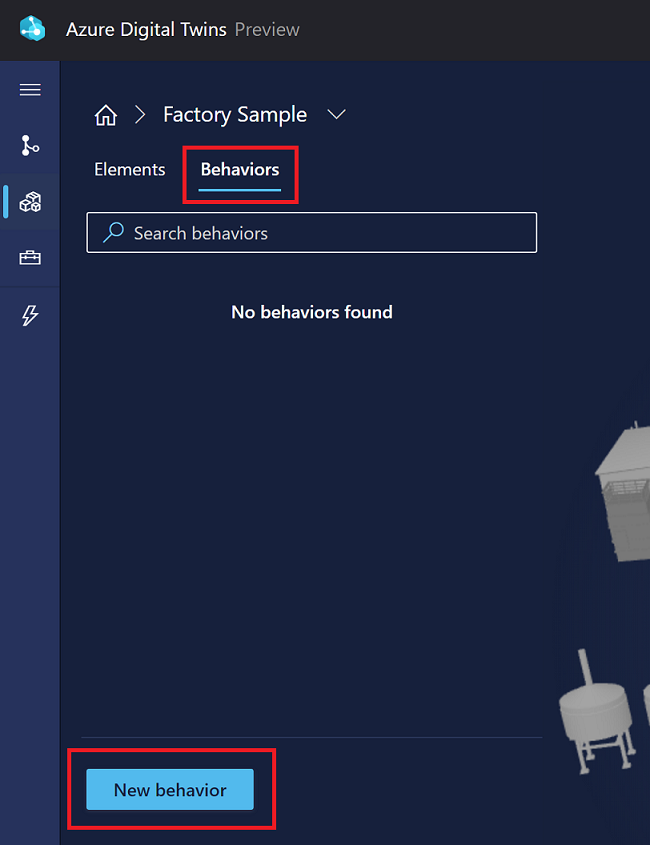 Azure Digital Twins Preview
Factory Sample
Elements Behaviors
Search behaviors
No behaviors found
New behavior